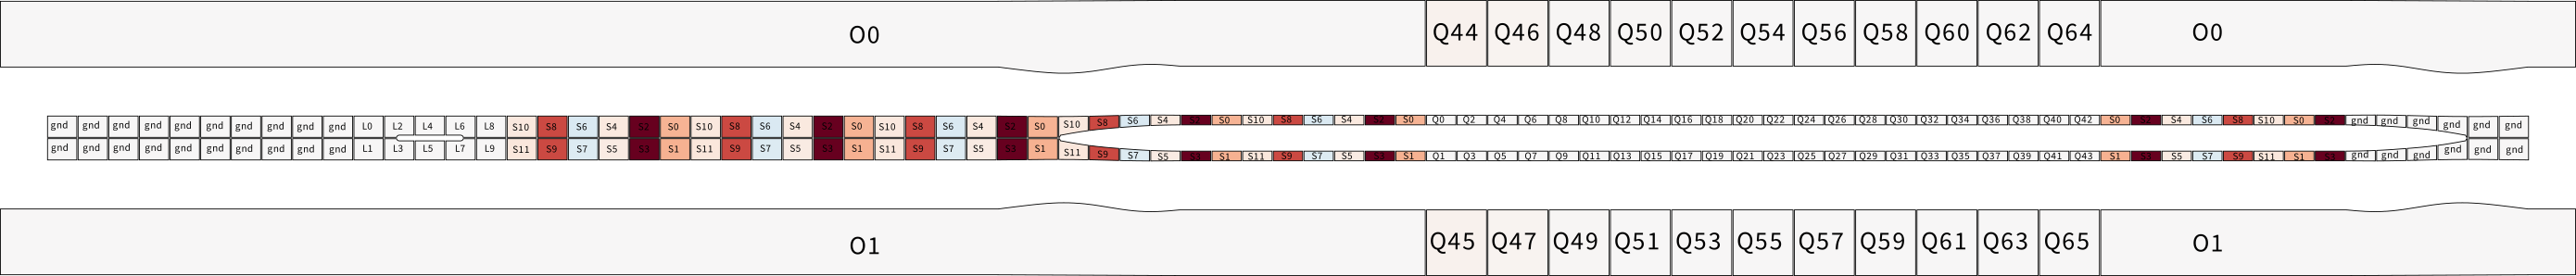 O0 Q44 Q46 Q48 Q50 Q52 Q54 Q56 Q58 Q60 Q62 Q64 O0
gnd gnd gnd gnd gnd gnd gnd gnd gnd gnd L0 L2 L4 L6 L8 S10 S8 S6 S4 S2 S0 S10 S8 S6 S4 S2 S0 S10 S8 S6 S4 S2 S0 S10 S8 S6 S4 S2 S0 S10 S8 S6 S4 S2 S0 Q0 Q2 Q4 Q6 Q8 Q10 Q12 Q14 Q16 Q18 Q20 Q22 Q24 Q26 Q28 Q30 Q32 Q34 Q36 Q38 Q40 Q42 S0 S2 S4 S6 S8 S10 S0 S2 gnd gnd gnd gnd gnd gnd
gnd gnd gnd gnd gnd gnd gnd gnd gnd gnd L1 L3 L5 L7 L9 S11 S9 S7 S5 S3 S1 S11 S9 S7 S5 S3 S1 S11 S9 S7 S5 S3 S1 S11 S9 S7 S5 S3 S1 S11 S9 S7 S5 S3 S1 Q1 Q3 Q5 Q7 Q9 Q11 Q13 Q15 Q17 Q19 Q21 Q23 Q25 Q27 Q29 Q31 Q33 Q35 Q37 Q39 Q41 Q43 S1 S3 S5 S7 S9 S11 S1 S3 gnd gnd gnd gnd gnd gnd
O1 Q45 Q47 Q49 Q51 Q53 Q55 Q57 Q59 Q61 Q63 Q65 O1